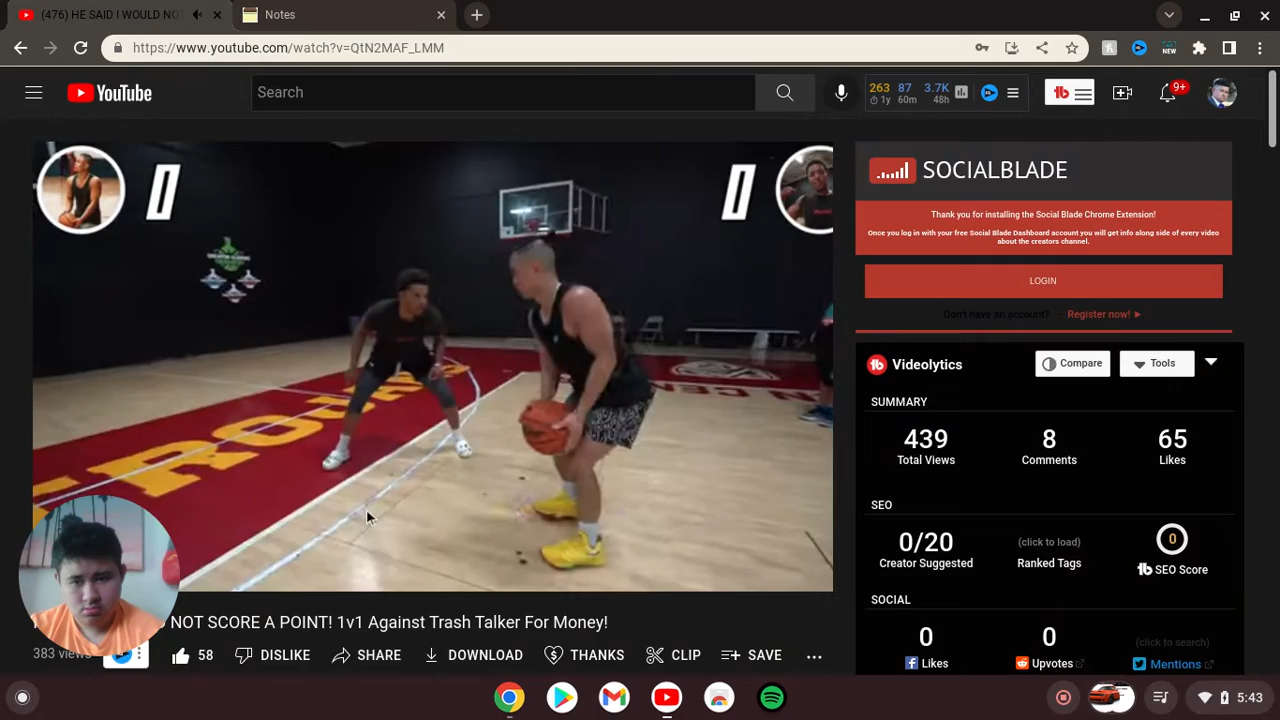 (476) HE SAID I WOULD NO
Notes
https://www.youtube.com/watch?v=QtN2MAF_LMM
NEW
YouTube
Search
263 87 3.7K
1y 60m 48h
9+
0 0
SOCIALBLADE
Thank you for installing the Social Blade Chrome Extension!
Once you log in with your free Social Blade Dashboard account you will get info along side of every video
about the creators channel.
LOGIN
Don't have an account? Register now!
Videolytics
Compare
Tools
SUMMARY
439
8
65
Total Views
Comments
Likes
SEO
0/20
(click to load)
0
Creator Suggested
Ranked Tags
SEO Score
SOCIAL
0
0
(click to search)
Likes
Upvotes
Mentions
NOT SCORE A POINT! 1v1 Against Trash Talker For Money!
383 views
58
DISLIKE
SHARE
DOWNLOAD
THANKS
CLIP
SAVE
5:43